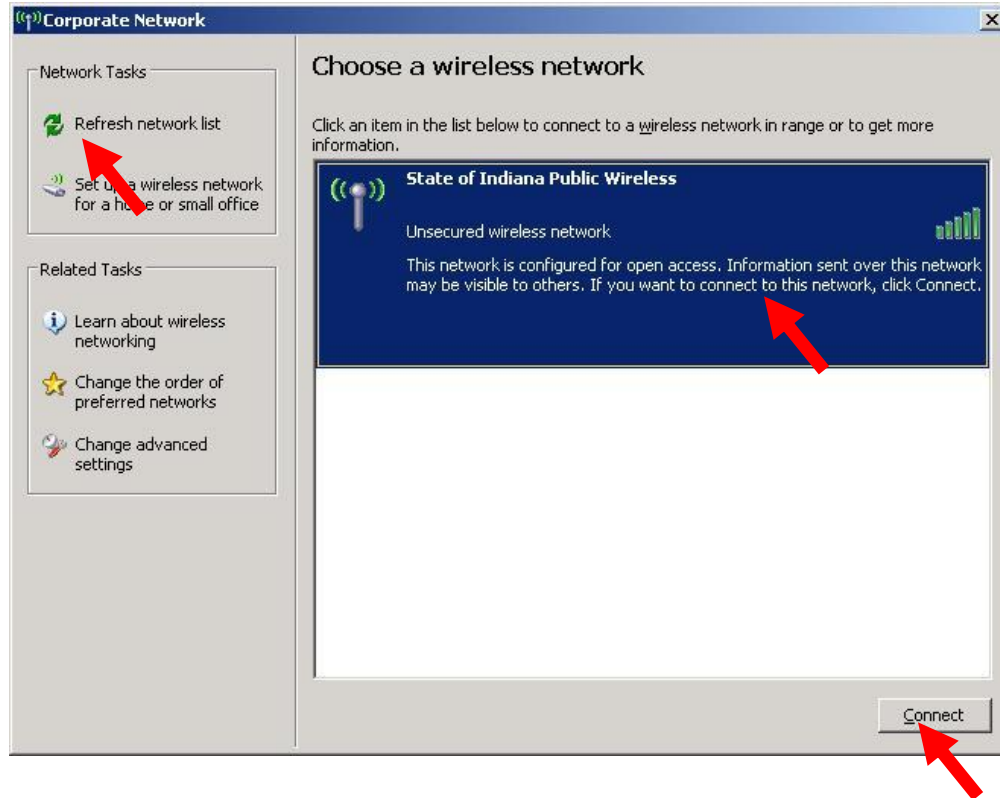 Corporate Network
Network Tasks
Refresh network list
Set up a wireless network
for a home or small office
Related Tasks
Learn about wireless
networking
Change the order of
preferred networks
Change advanced
settings
Choose a wireless network
Click an item in the list below to connect to a wireless network in range or to get more
information.
State of Indiana Public Wireless
Unsecured wireless network
This network is configured for open access. Information sent over this network
may be visible to others. If you want to connect to this network, click Connect.
Connect